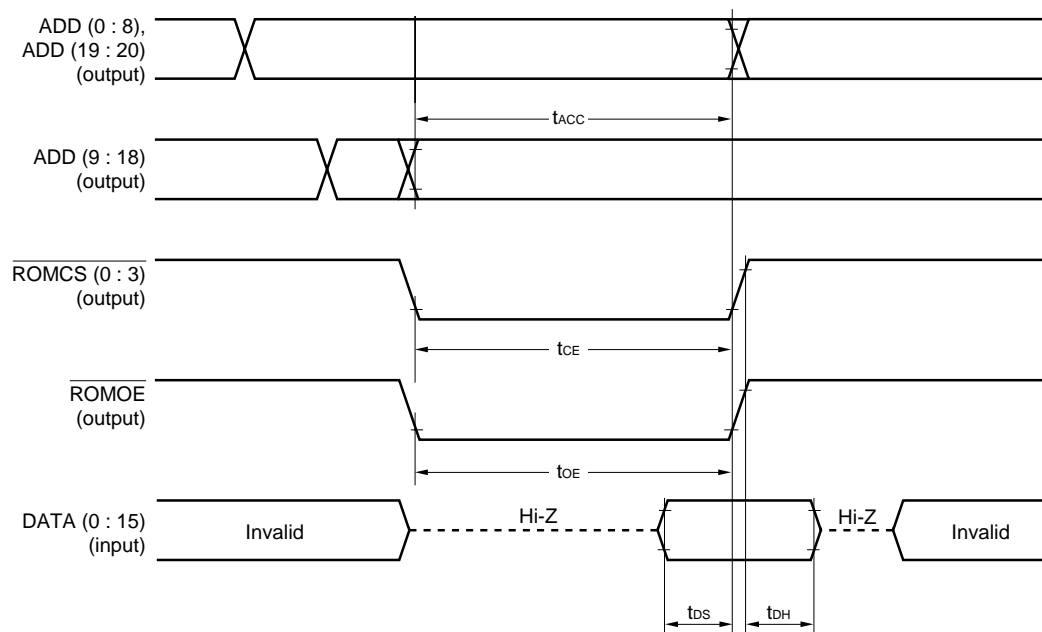 ADD (0 : 8),
ADD (19 : 20)
(output)
tACC
ADD (9 : 18)
(output)
ROMCS (0 : 3)
(output)
tCE
ROMOE
(output)
tOE
DATA (0 : 15)
(input)
Invalid
Hi-Z
Hi-Z
Invalid
tDS
tDH